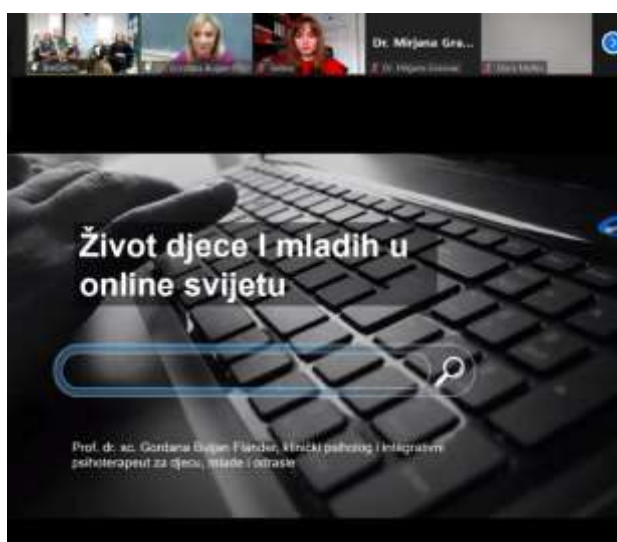 Dr. Mirjana Gra...
Život djece I mladih u
online svijetu
Prof. dr. sc. Gordana Buljan Flander, klinički psiholog i integrativni
psihoterapeut za djecu, mlade i odrasle